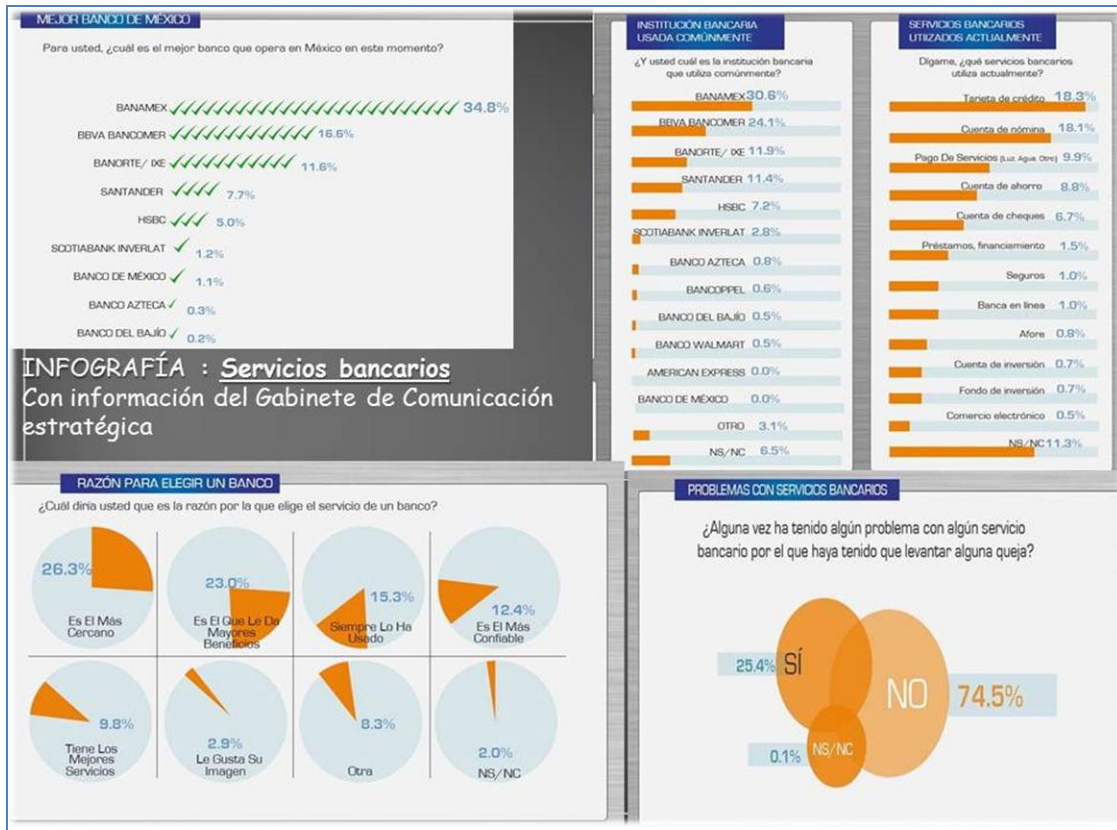 MEJOR BANCO DE MÉXICO
Para usted, ¿cuál es el mejor banco que opera en México en este momento?
BANAMEX 34.8%
BBVA BANCOMER 16.6%
BANORTE/ IXE 11.6%
SANTANDER 7.7%
HSBC 5.0%
SCOTIABANK INVERLAT 1.2%
BANCO DE MÉXICO 1.1%
BANCO AZTECA 0.3%
BANCO DEL BAJÍO 0.2%
INFOGRAFÍA : Servicios bancarios
Con información del Gabinete de Comunicación
estratégica
INSTITUCIÓN BANCARIA
USADA COMÚNMENTE
¿Y usted cuál es la institución bancaria
que utiliza comúnmente?
BANAMEX 30.6%
BBVA BANCOMER 24.1%
BANORTE/ IXE 11.9%
SANTANDER 11.4%
HSBC 7.2%
SCOTIABANK INVERLAT 2.8%
BANCO AZTECA 0.8%
BANCOPPEL 0.6%
BANCO DEL BAJÍO 0.5%
BANCO WALMART 0.5%
AMERICAN EXPRESS 0.0%
BANCO DE MÉXICO 0.0%
OTRO 3.1%
NS/NC 6.5%
SERVICIOS BANCARIOS
UTIIZADOS ACTUALMENTE
Dígame, ¿qué servicios bancarios
utiliza actualmente?
Tarjeta de crédito 18.3%
Cuenta de nómina 18.1%
Pago De Servicios (Luz, Agua, Otro) 9.9%
Cuenta de ahorro 8.8%
Cuenta de cheques 6.7%
Préstamos, financiamiento 1.5%
Seguros 1.0%
Banca en línea 1.0%
Afore 0.8%
Cuenta de inversión 0.7%
Fondo de inversión 0.7%
Comercio electrónico 0.5%
NS/NC 11.3%
RAZÓN PARA ELEGIR UN BANCO
¿Cuál diría usted que es la razón por la que elige el servicio de un banco?
26.3%
Es El Más
Cercano
23.0%
Es El Que Le Da
Mayores
Beneficios
15.3%
Siempre Lo Ha
Usado
12.4%
Es El Más
Confiable
9.8%
Tiene Los
Mejores
Servicios
2.9%
Le Gusta Su
Imagen
8.3%
Otra
2.0%
NS/NC
PROBLEMAS CON SERVICIOS BANCARIOS
¿Alguna vez ha tenido algún problema con algún servicio
bancario por el que haya tenido que levantar alguna queja?
25.4% SÍ
NO 74.5%
0.1% NS/NC